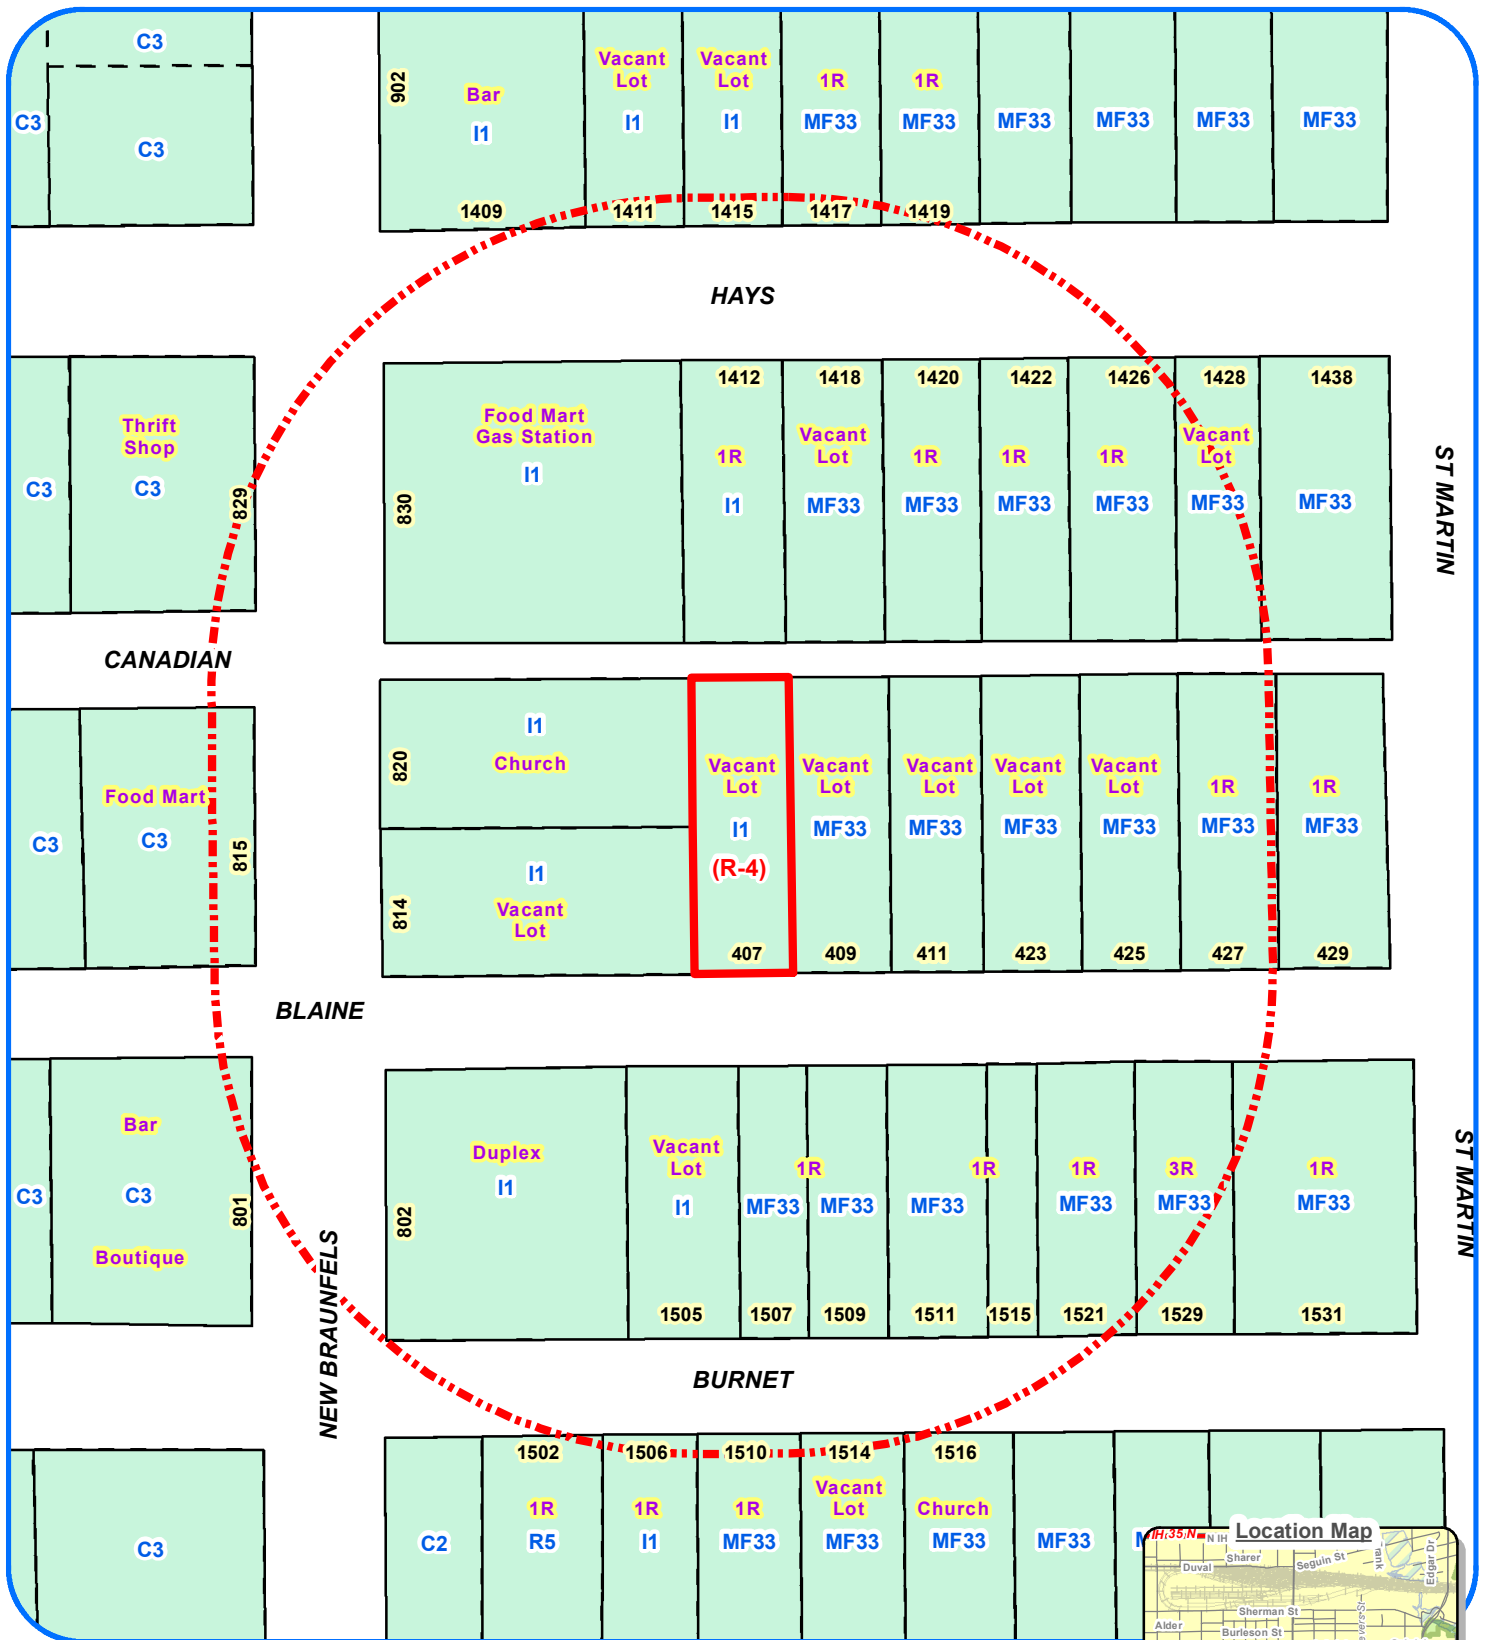 C3
C3
C3
902
Bar
I1
1409
Vacant
Lot
I1
1411
Vacant
Lot
I1
1415
1R
MF33
1417
1R
MF33
1419
MF33
MF33
MF33
MF33
HAYS
C3
Thrift
Shop
C3
829
830
Food Mart
Gas Station
I1
1412
1R
I1
1418
Vacant
Lot
MF33
1420
1R
MF33
1422
1R
MF33
1426
1R
MF33
1428
Vacant
Lot
MF33
1438
MF33
ST MARTIN
CANADIAN
C3
Food Mart
C3
815
820
I1
Church
814
I1
Vacant
Lot
Vacant
Lot
I1
(R-4)
407
Vacant
Lot
MF33
409
Vacant
Lot
MF33
411
Vacant
Lot
MF33
423
Vacant
Lot
MF33
425
1R
MF33
427
1R
MF33
429
BLAINE
C3
Bar
C3
Boutique
801
NEW BRAUNFELS
802
Duplex
I1
Vacant
Lot
I1
1505
1R
MF33
1507
MF33
1509
1R
MF33
1511
1515
1R
MF33
1521
3R
MF33
1529
1R
MF33
1531
ST MARTIN
BURNET
C3
C2
1502
1R
R5
1506
1R
I1
1510
1R
MF33
1514
Vacant
Lot
MF33
1516
Church
MF33
MF33
Location Map
IH 35 N
N IH
Duval
Sharer
Seguin St
Edgar Dr
Sherman St
Alder
Burleson St